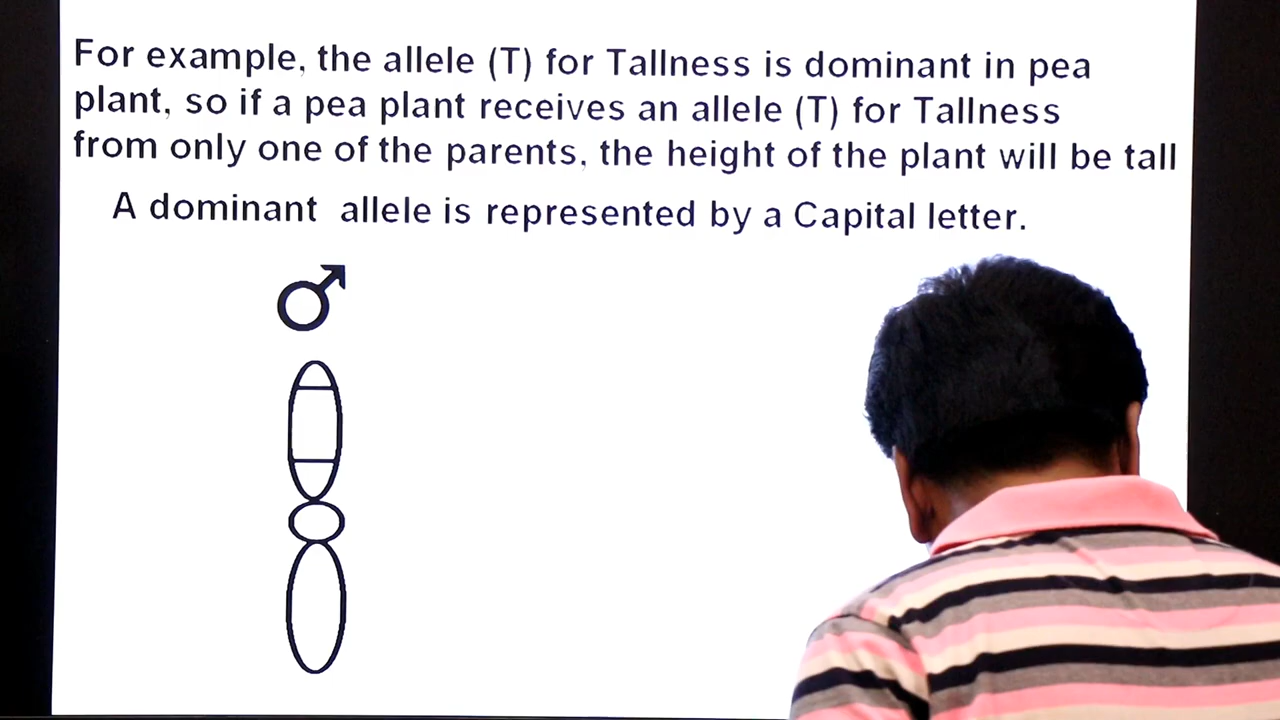 For example, the allele (T) for Tallness is dominant in pea
plant, so if a pea plant receives an allele (T) for Tallness
from only one of the parents, the height of the plant will be tall
A dominant allele is represented by a Capital letter.